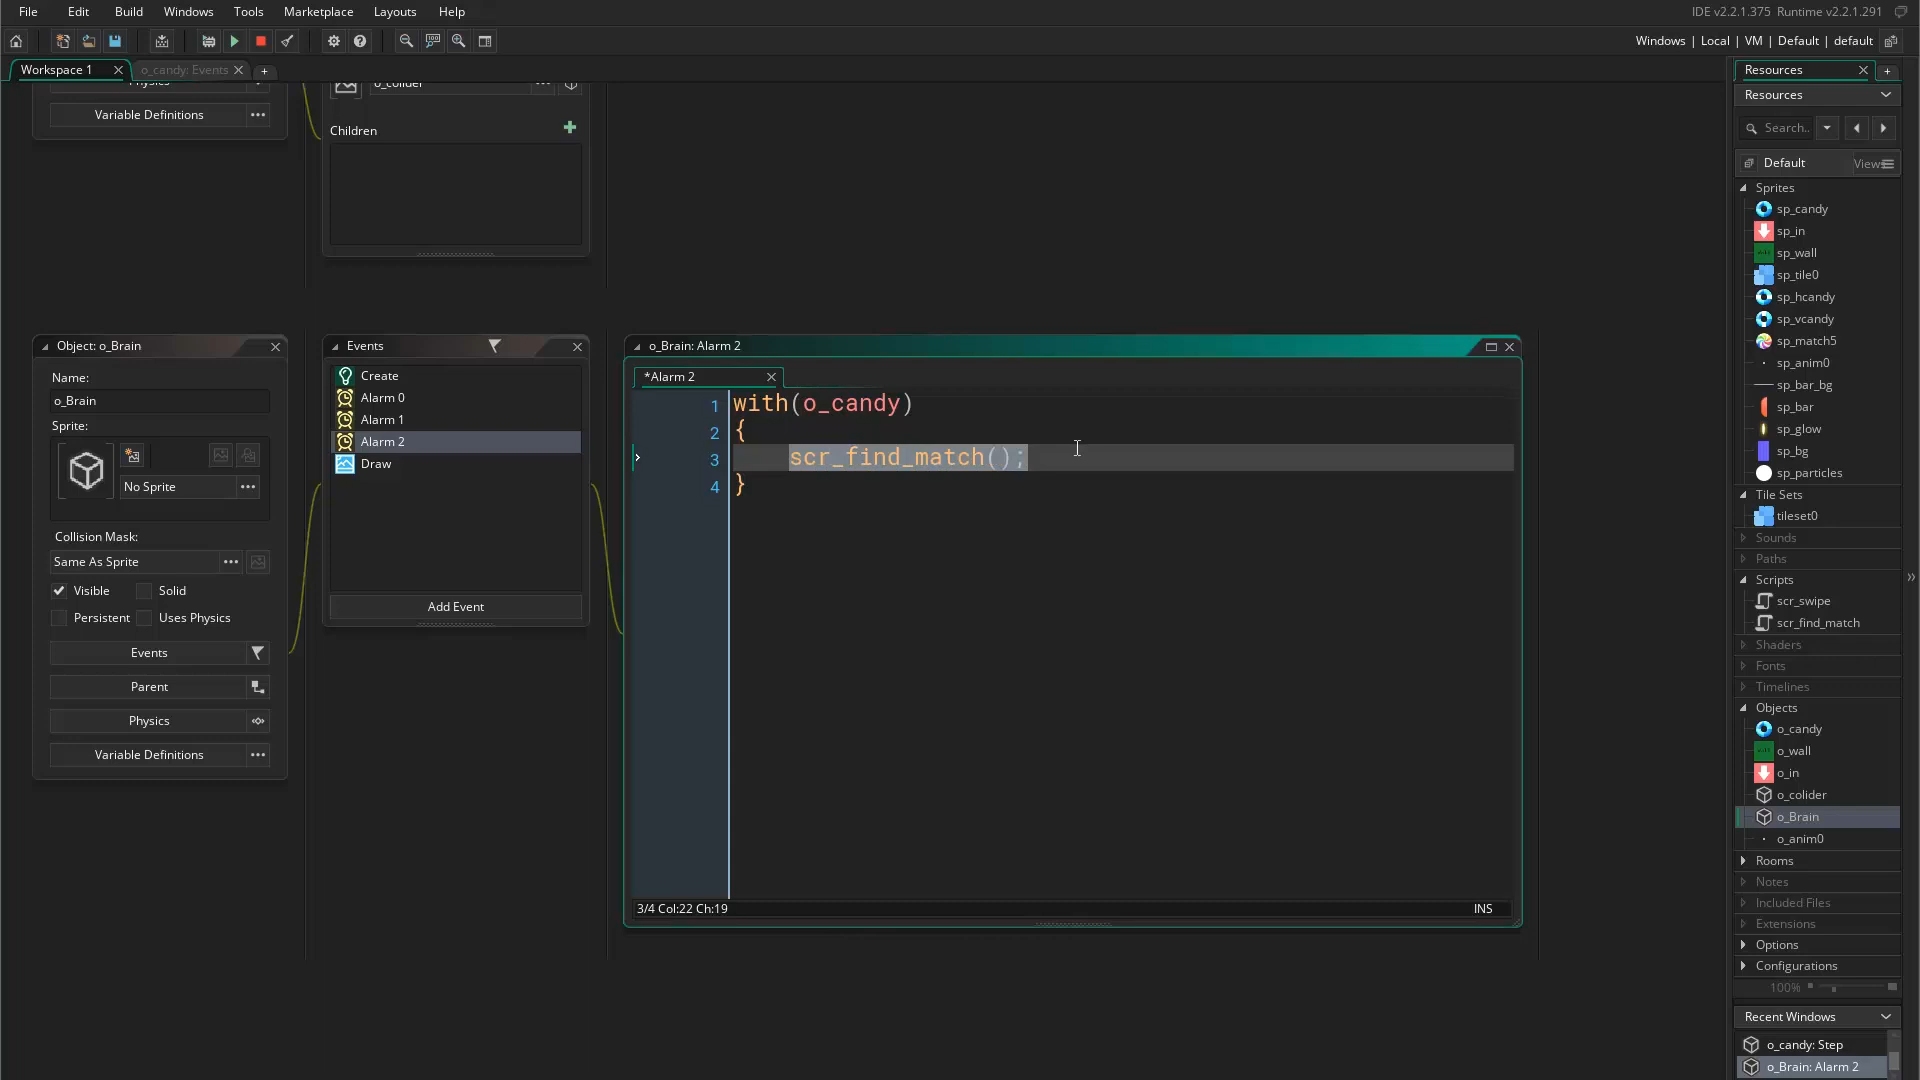 File Edit Build Windows Tools Marketplace Layouts Help
IDE v2.2.1.375 Runtime v2.2.1.291
Windows | Local | VM | Default | default
Workspace 1
o_candy: Events
Physics
Variable Definitions
o_colider
Children
Object: o_Brain
Name:
o_Brain
Sprite:
No Sprite
Collision Mask:
Same As Sprite
Visible Solid
Persistent Uses Physics
Events
Parent
Physics
Variable Definitions
Events
Create
Alarm 0
Alarm 1
Alarm 2
Draw
Add Event
o_Brain: Alarm 2
*Alarm 2
1 with(o_candy)
2 {
3 scr_find_match();
4 }
3/4 Col:22 Ch:19
INS
Resources
Resources
Search..
Default
View
Sprites
sp_candy
sp_in
sp_wall
sp_tile0
sp_hcandy
sp_vcandy
sp_match5
sp_anim0
sp_bar_bg
sp_bar
sp_glow
sp_bg
sp_particles
Tile Sets
tileset0
Sounds
Paths
Scripts
scr_swipe
scr_find_match
Shaders
Fonts
Timelines
Objects
o_candy
o_wall
o_in
o_colider
o_Brain
o_anim0
Rooms
Notes
Included Files
Extensions
Options
Configurations
100%
Recent Windows
o_candy: Step
o_Brain: Alarm 2